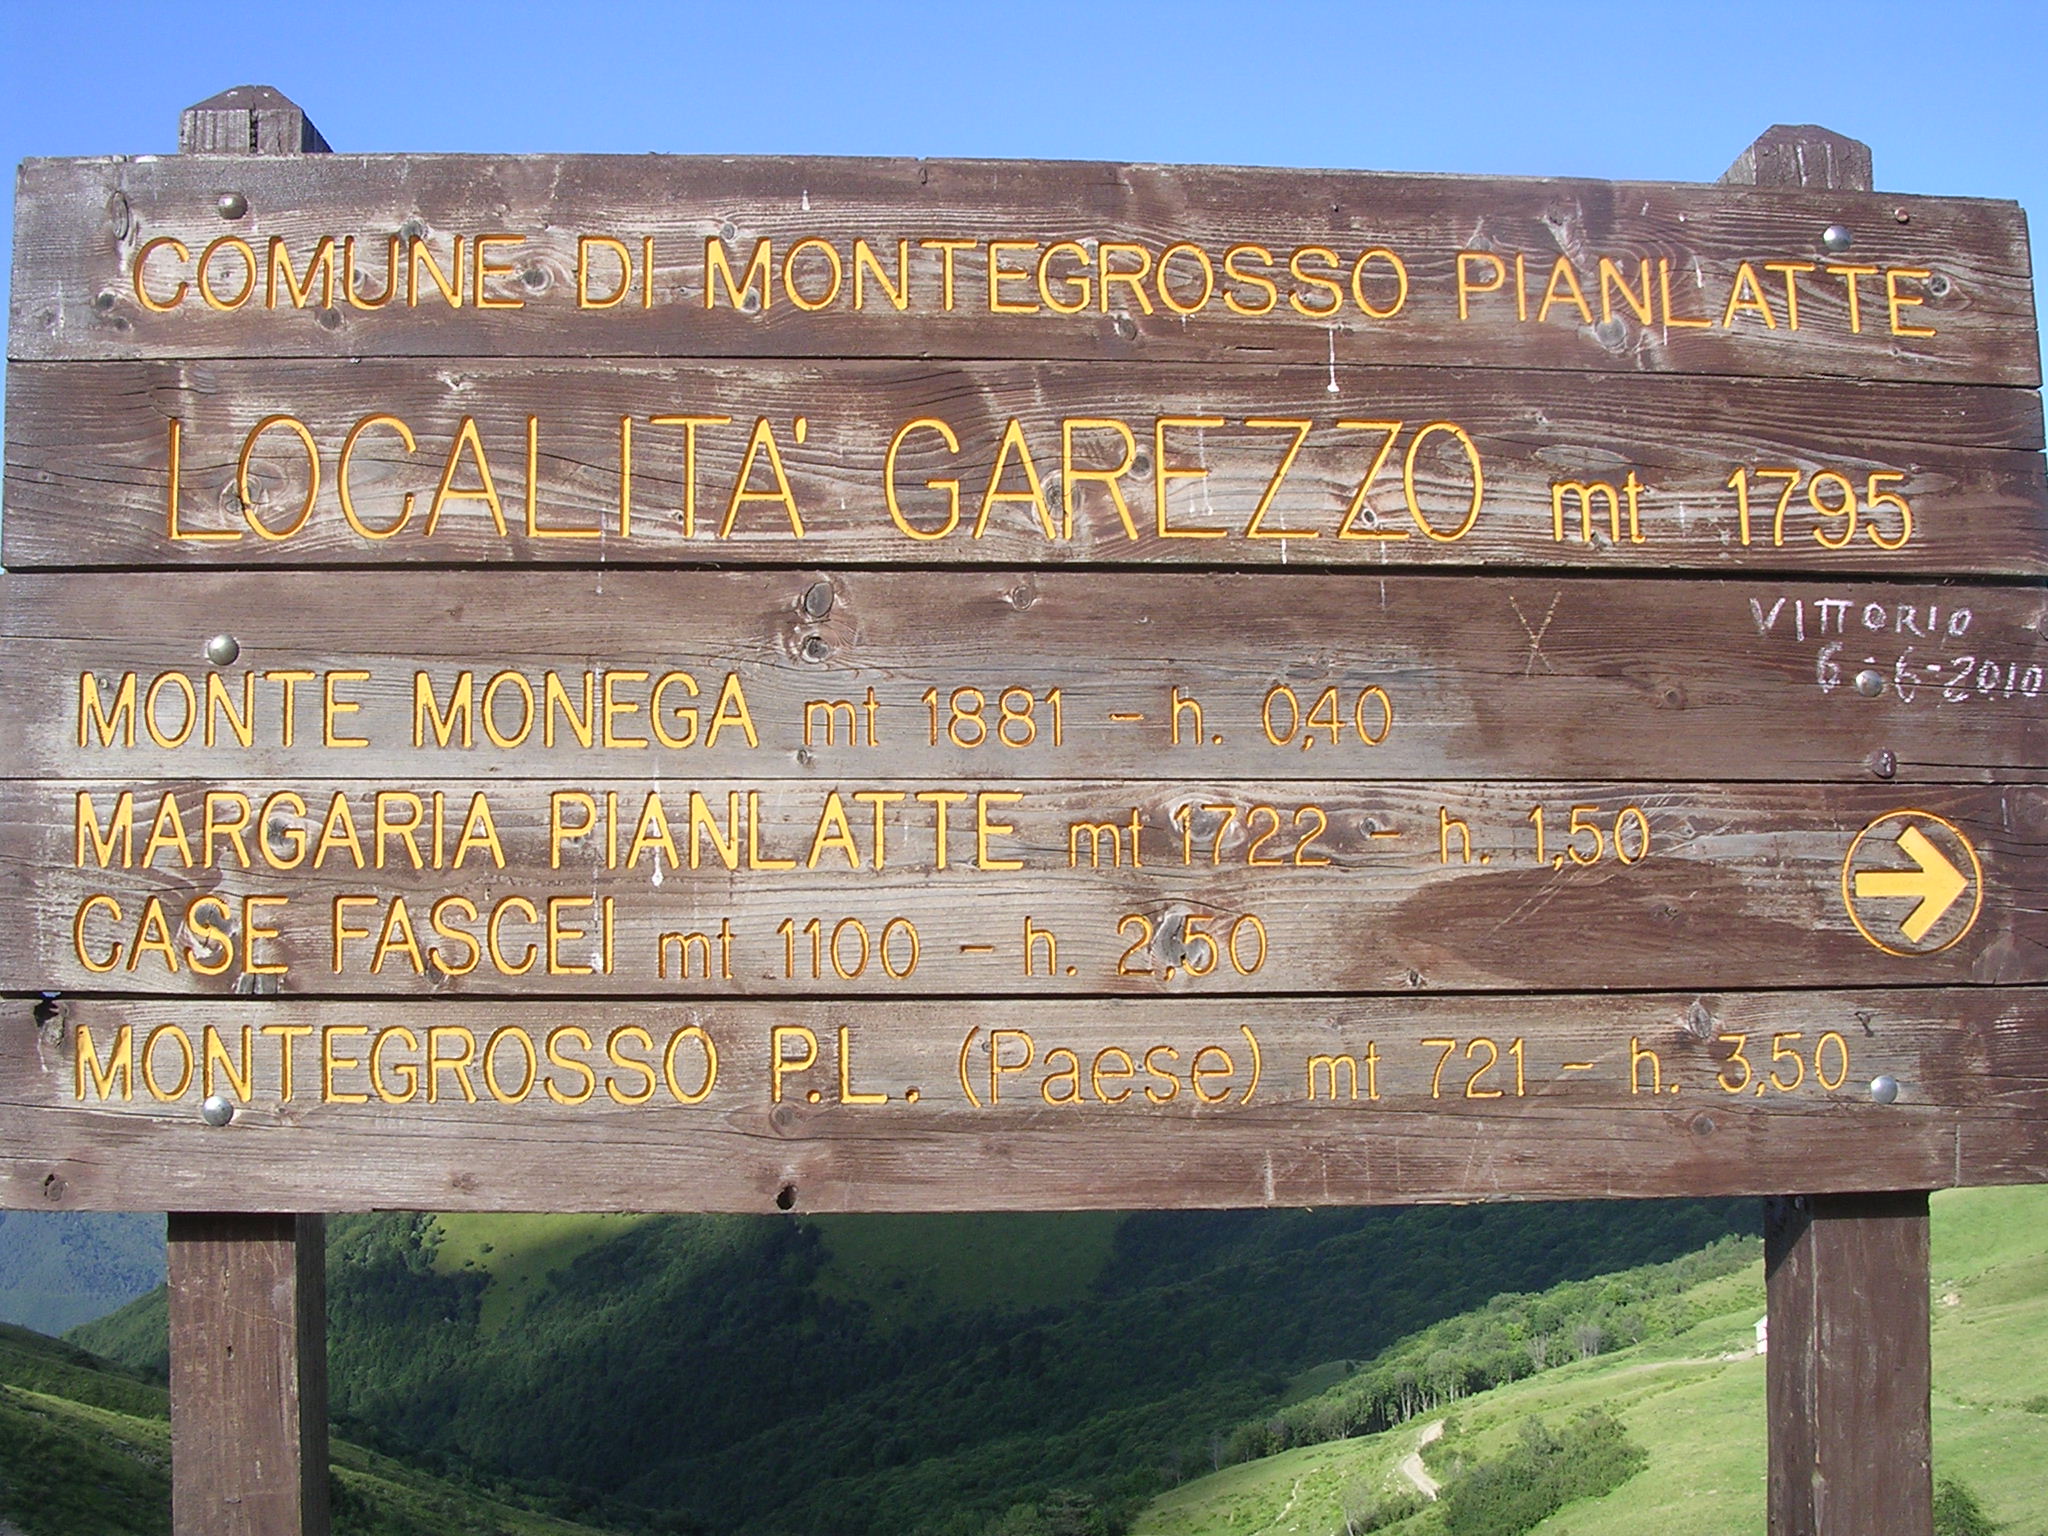 COMUNE DI MONTEGROSSO PIANLATTE
LOCALITA' GAREZZO mt 1795
VITTORIO
6-6-2010
MONTE MONEGA mt 1881 - h. 0,40
MARGARIA PIANLATTE mt 1722 - h. 1,50
CASE FASCEI mt 1100 - h. 2,50
MONTEGROSSO P.L. (Paese) mt 721 - h. 3,50